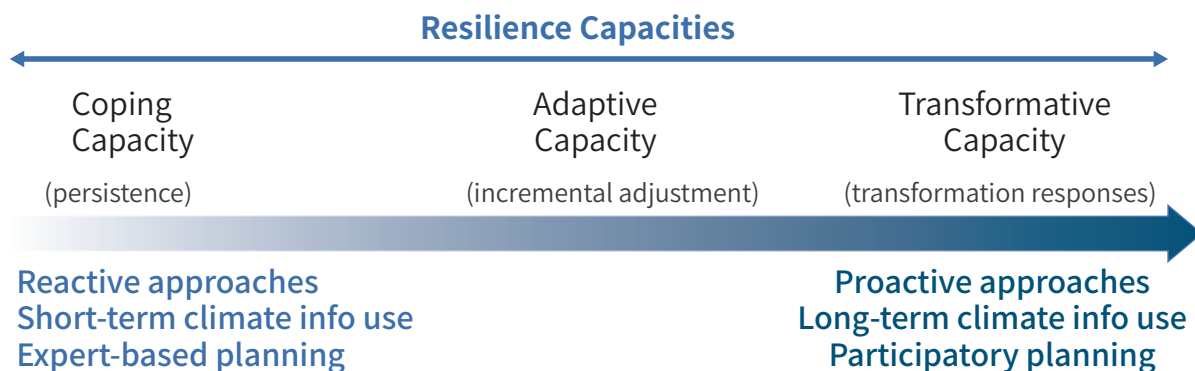 Resilience Capacities
Coping
Capacity
(persistence)
Adaptive
Capacity
(incremental adjustment)
Transformative
Capacity
(transformation responses)
Reactive approaches
Short-term climate info use
Expert-based planning
Proactive approaches
Long-term climate info use
Participatory planning